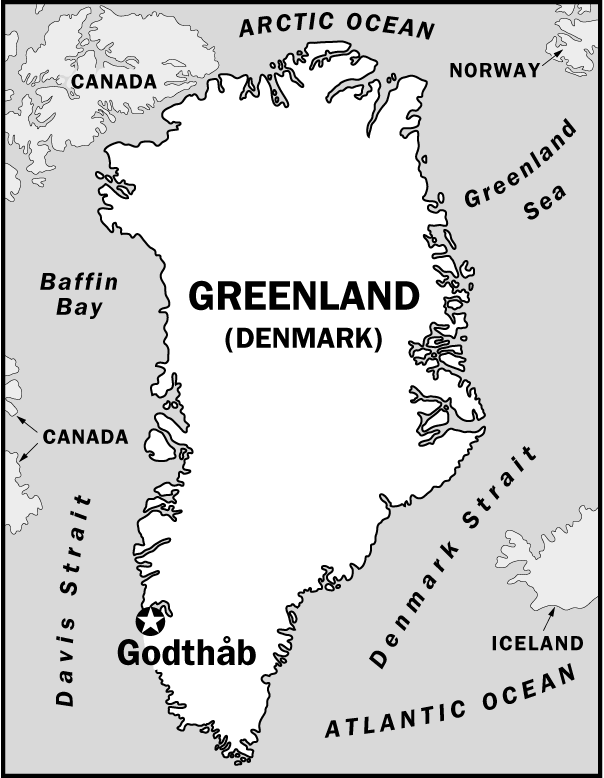 ARCTIC OCEAN
CANADA
NORWAY
Greenland
Sea
Baffin
Bay
GREENLAND
(DENMARK)
CANADA
Davis Strait
Denmark Strait
Godthåb
ICELAND
ATLANTIC OCEAN